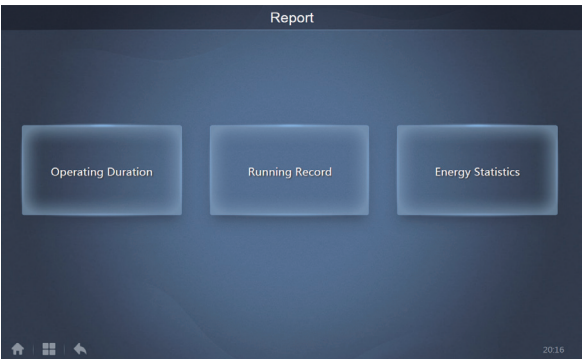 Report
Operating Duration
Running Record
Energy Statistics
20:16